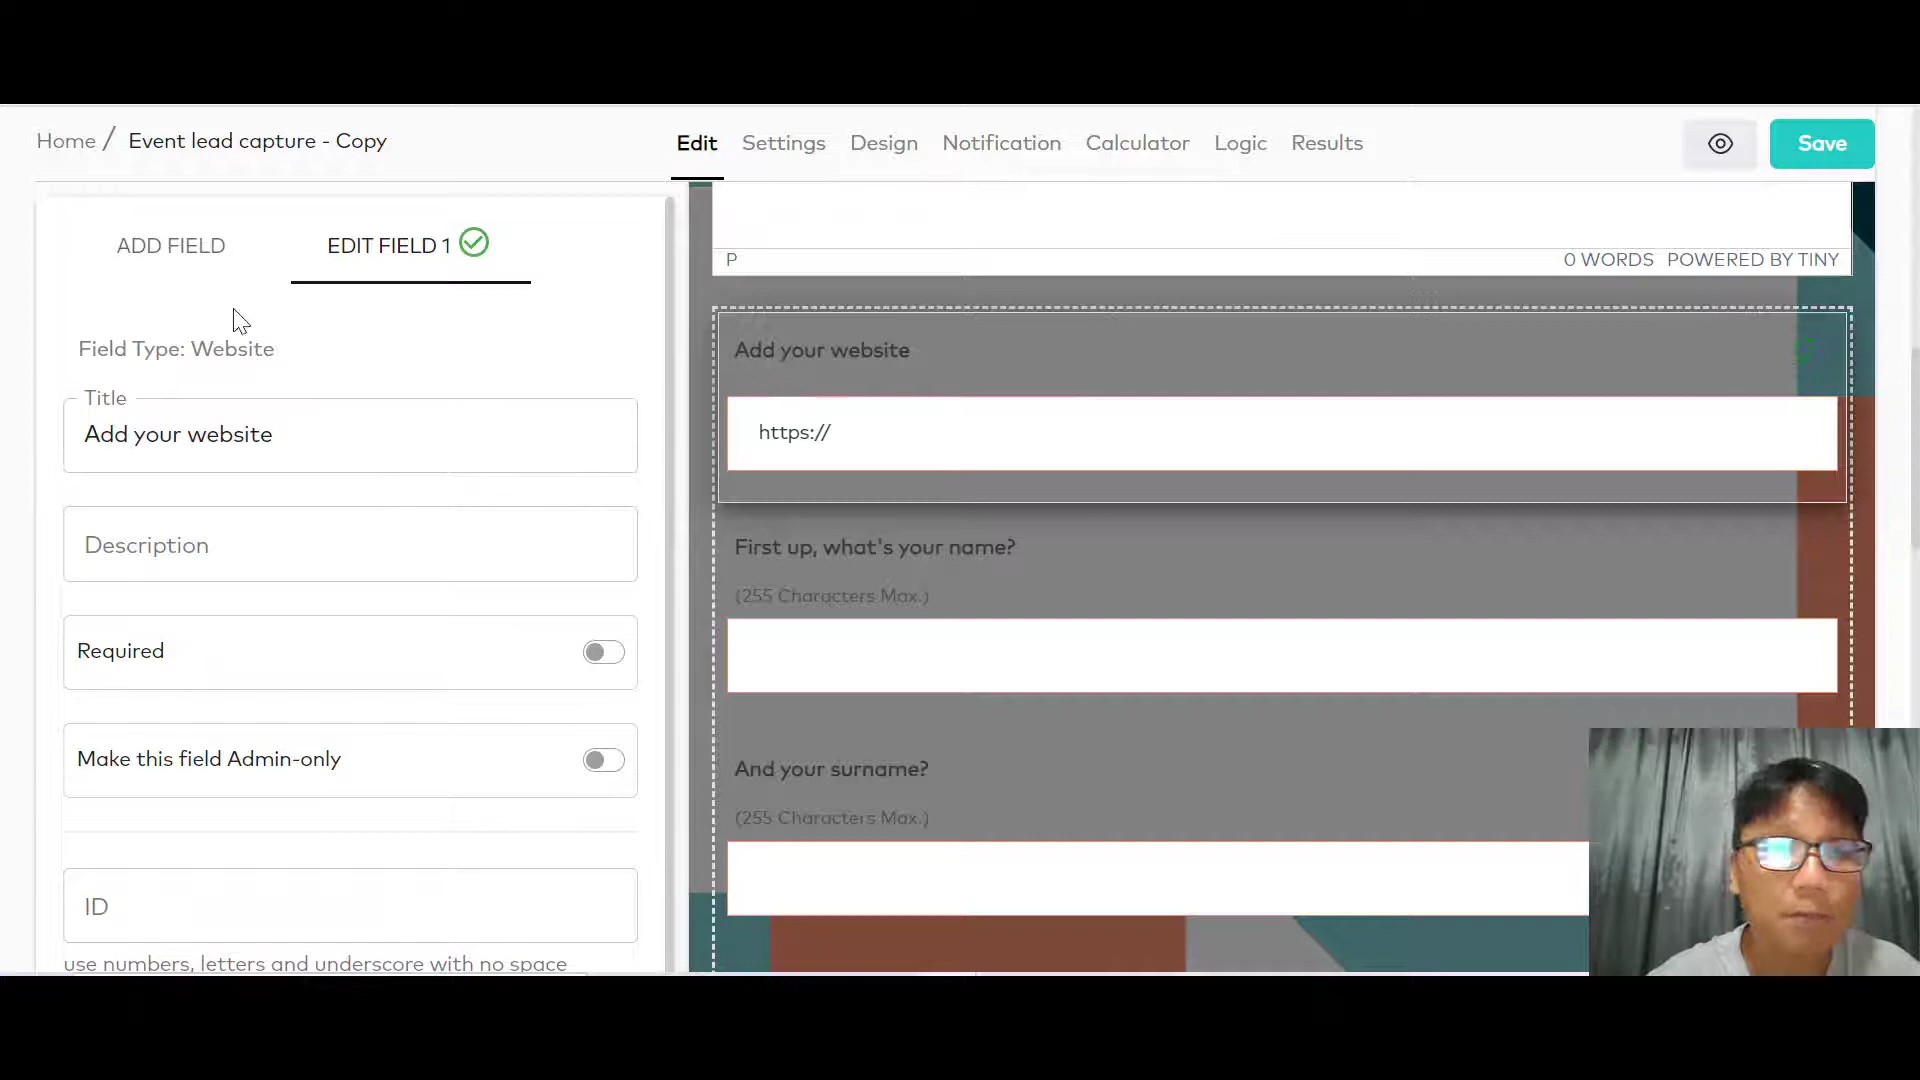 Home / Event lead capture - Copy
Edit Settings Design Notification Calculator Logic Results
Save
ADD FIELD
EDIT FIELD 1
Field Type: Website
Title
Add your website
Description
Required
Make this field Admin-only
ID
use numbers, letters and underscore with no space
P
0 WORDS POWERED BY TINY
Add your website
https://
First up, what's your name?
(255 Characters Max.)
And your surname?
(255 Characters Max.)